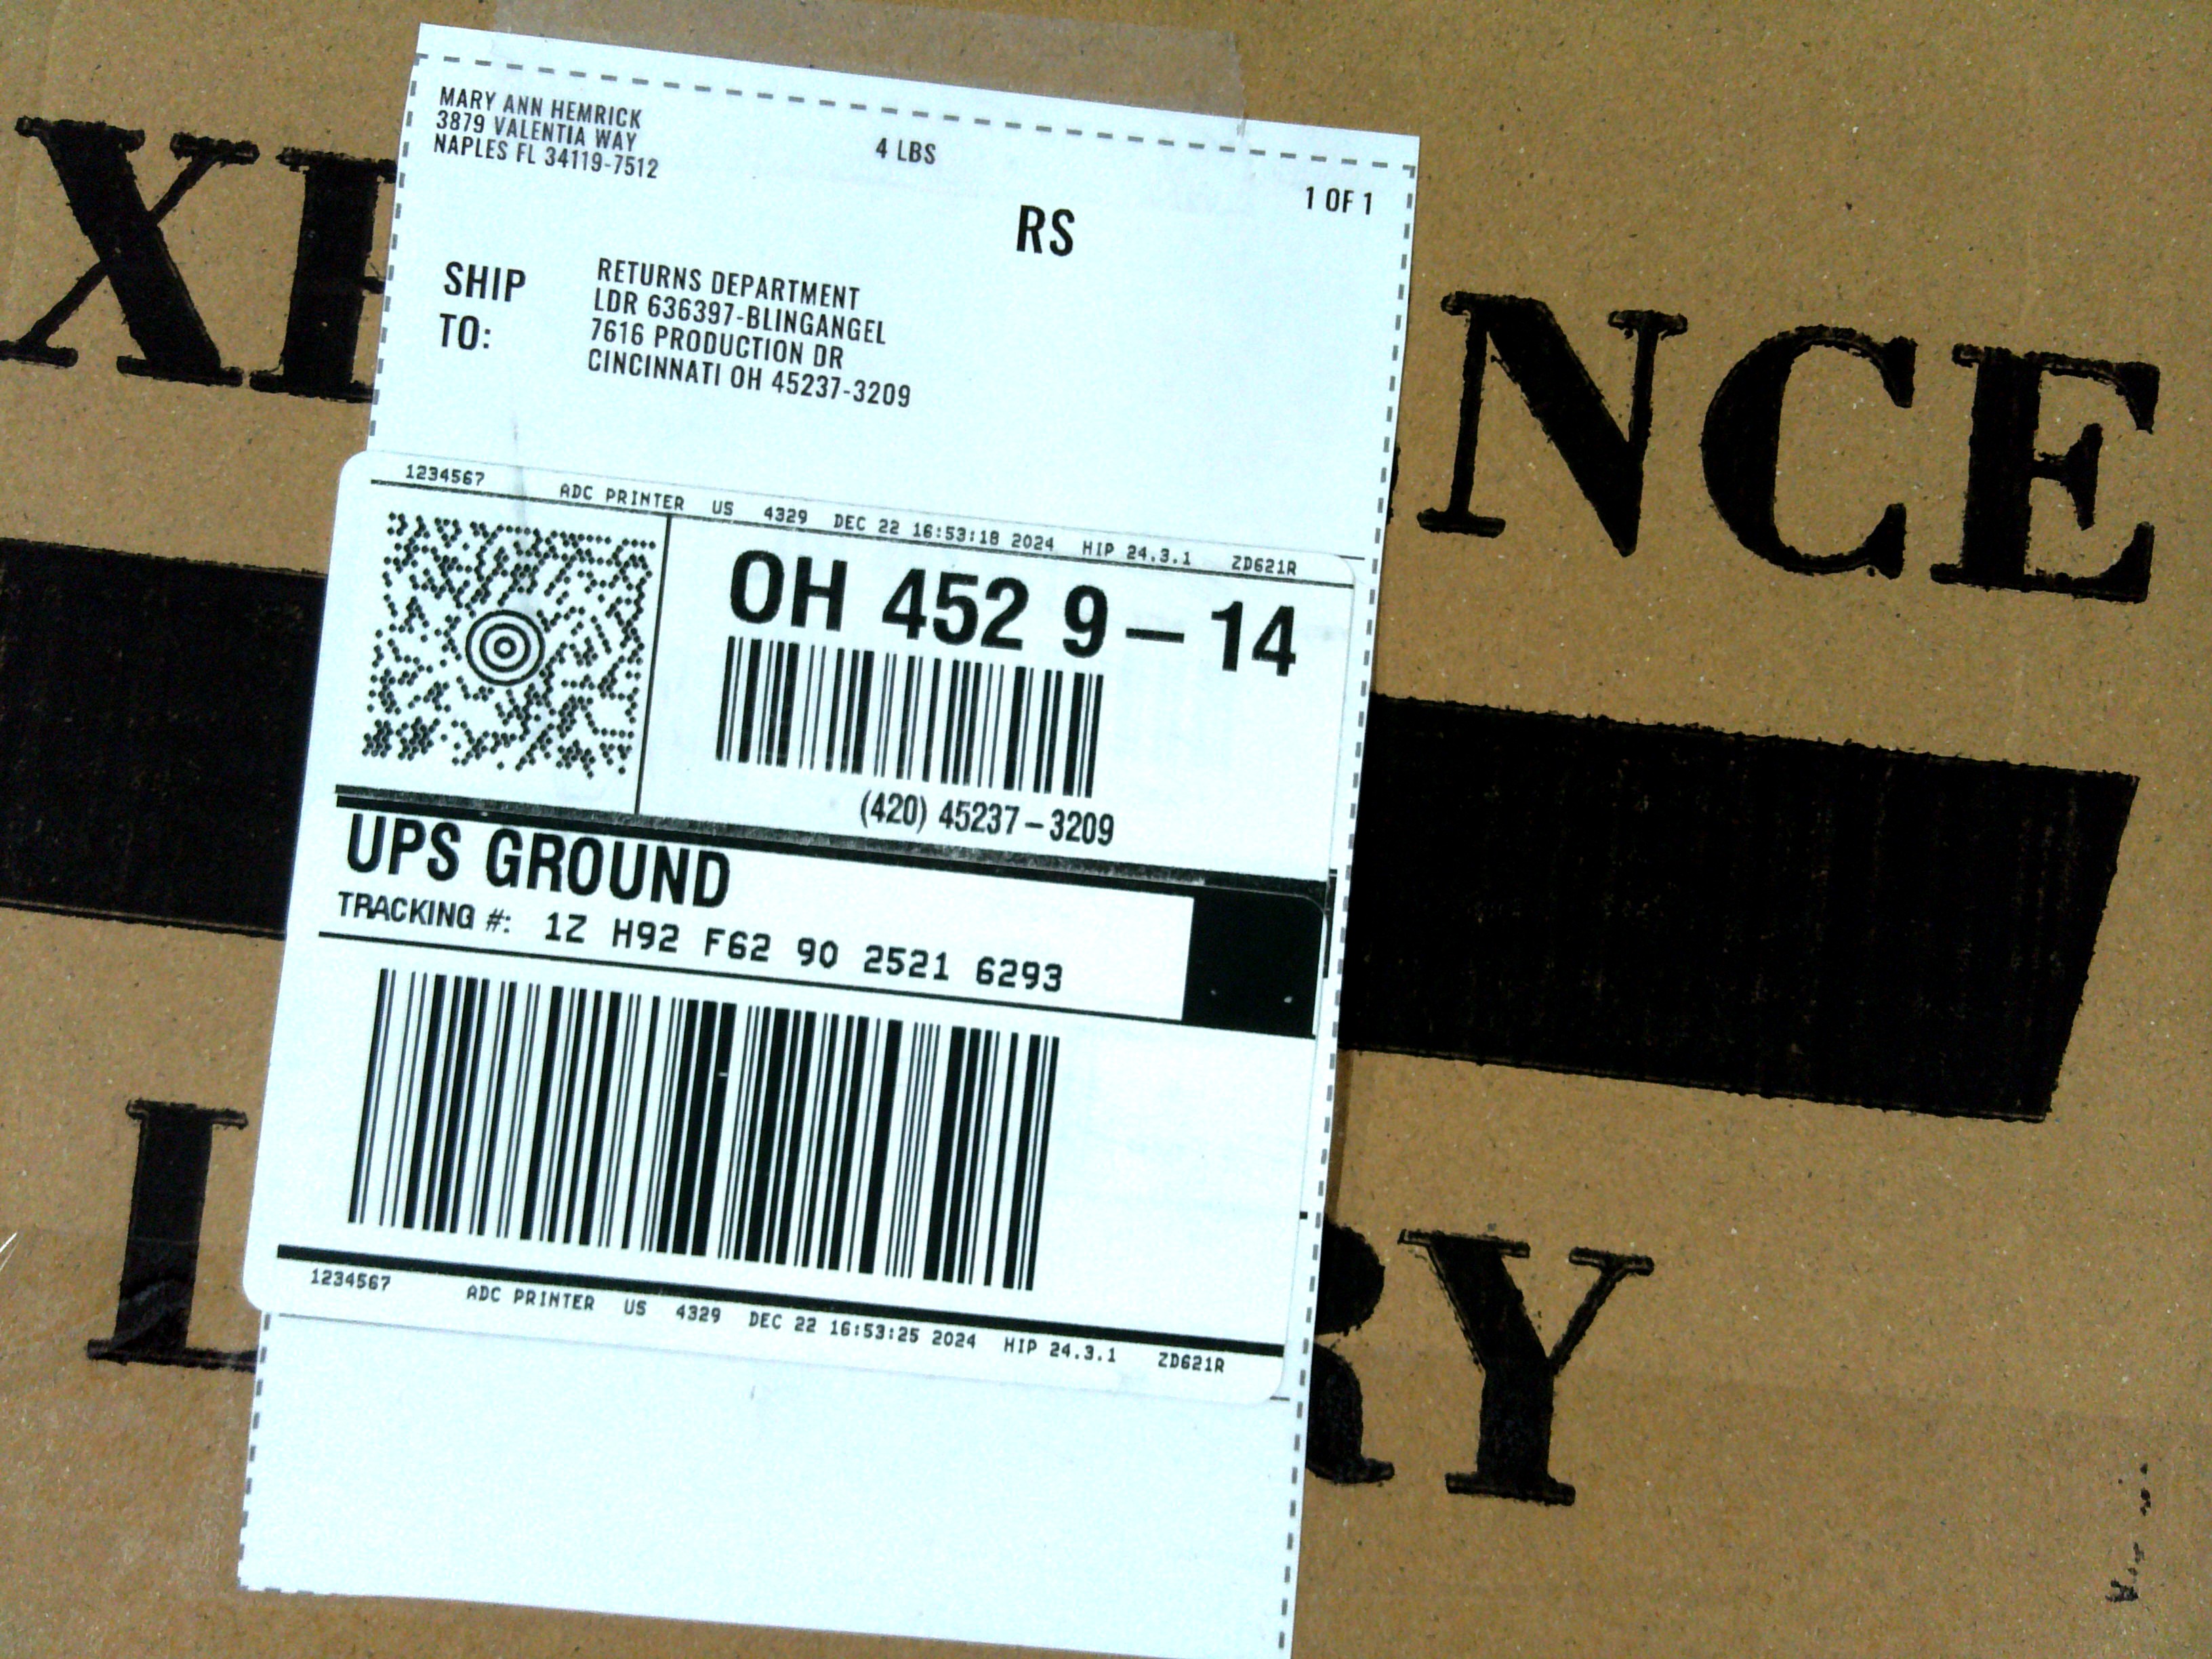 MARY ANN HEMRICK
3879 VALENTIA WAY
NAPLES FL 34119-7512
4 LBS
1 OF 1
RS
SHIP
TO:
RETURNS DEPARTMENT
LDR 636397-BLINGANGEL
7616 PRODUCTION DR
CINCINNATI OH 45237-3209
1234567 ADC PRINTER US 4329 DEC 22 16:53:18 2024 HIP 24.3.1 ZD621R
OH 452 9-14
(420) 45237-3209
UPS GROUND
TRACKING #: 1Z H92 F62 90 2521 6293
1234567 ADC PRINTER US 4329 DEC 22 16:53:25 2024 HIP 24.3.1 ZD621R
NCE